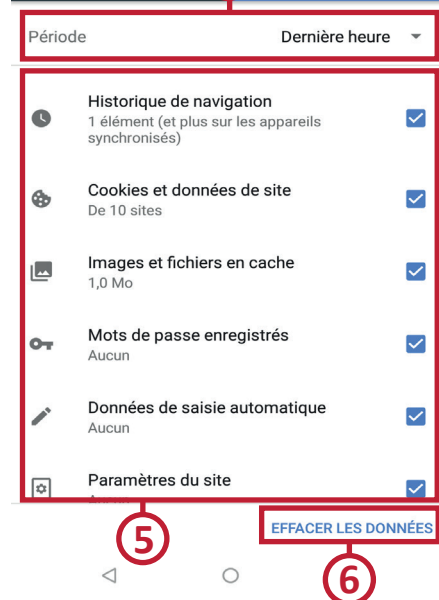 Période Dernière heure
Historique de navigation
1 élément (et plus sur les appareils
synchronisés)
Cookies et données de site
De 10 sites
Images et fichiers en cache
1,0 Mo
Mots de passe enregistrés
Aucun
Données de saisie automatique
Aucun
Paramètres du site
5
EFFACER LES DONNÉES
6